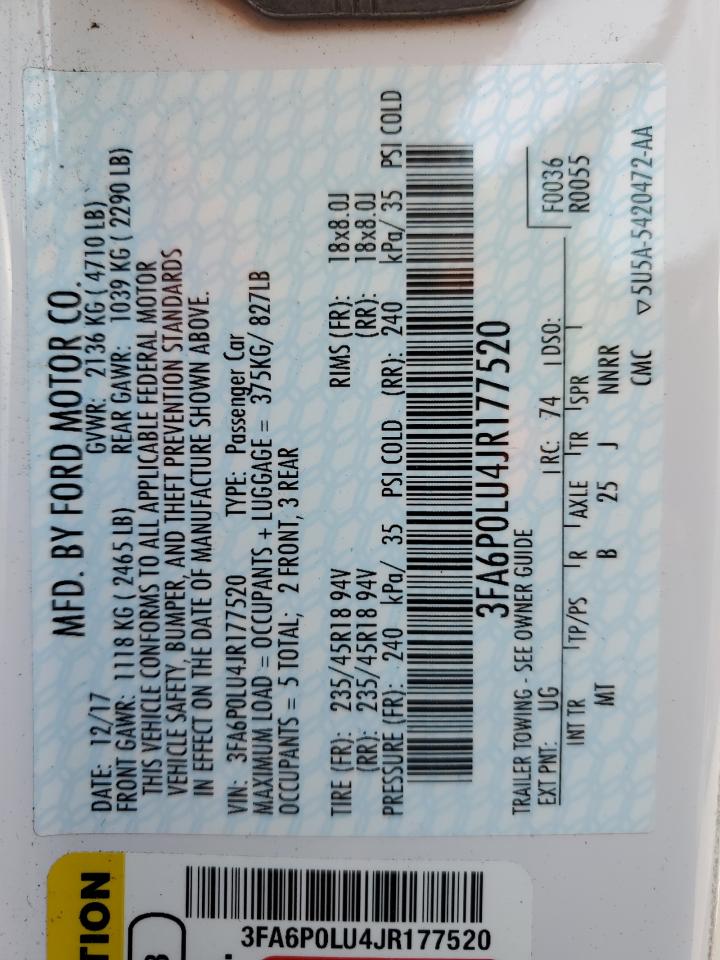 MFD. BY FORD MOTOR CO.
DATE: 12/17 GVWR: 2136 KG ( 4710 LB)
FRONT GAWR: 1118 KG ( 2465 LB) REAR GAWR: 1039 KG ( 2290 LB)
THIS VEHICLE CONFORMS TO ALL APPLICABLE FEDERAL MOTOR
VEHICLE SAFETY, BUMPER, AND THEFT PREVENTION STANDARDS
IN EFFECT ON THE DATE OF MANUFACTURE SHOWN ABOVE.
VIN: 3FA6P0LU4JR177520 TYPE: Passenger Car
MAXIMUM LOAD = OCCUPANTS + LUGGAGE = 375KG/ 827LB
OCCUPANTS = 5 TOTAL; 2 FRONT, 3 REAR
TIRE (FR): 235/45R18 94V RIMS (FR): 18x8.0J
(RR): 235/45R18 94V (RR): 18x8.0J
PRESSURE (FR): 240 kPa/ 35 PSI COLD (RR): 240 kPa/ 35 PSI COLD
3FA6P0LU4JR177520
TRAILER TOWING - SEE OWNER GUIDE F0036
EXT PNT: UG RC: 74 DSO: R0055
INT TR TP/PS R AXLE TR SPR
MT B 25 J NNRR
CMC ▽5U5A-5420472-AA
TION
3FA6P0LU4JR177520